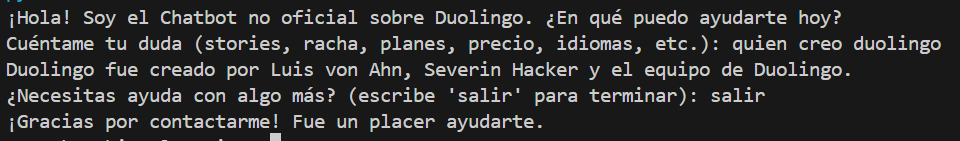 ¡Hola! Soy el Chatbot no oficial sobre Duolingo. ¿En qué puedo ayudarte hoy?
Cuéntame tu duda (stories, racha, planes, precio, idiomas, etc.): quien creo duolingo
Duolingo fue creado por Luis von Ahn, Severin Hacker y el equipo de Duolingo.
¿Necesitas ayuda con algo más? (escribe 'salir' para terminar): salir
¡Gracias por contactarme! Fue un placer ayudarte.